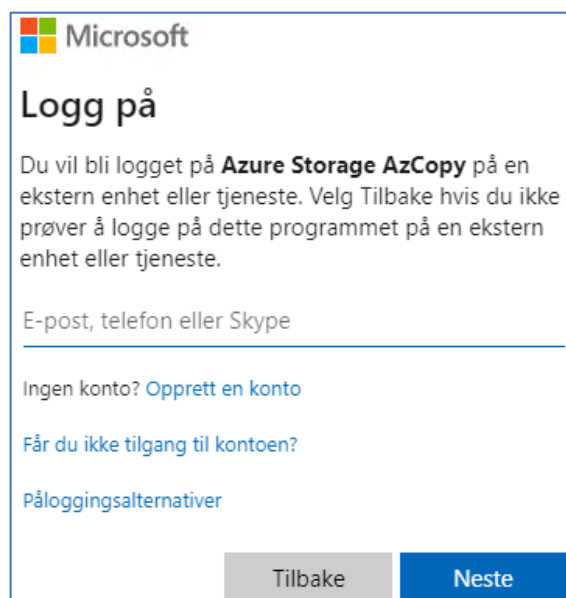 Microsoft
Logg på
Du vil bli logget på Azure Storage AzCopy på en
ekstern enhet eller tjeneste. Velg Tilbake hvis du ikke
prøver å logge på dette programmet på en ekstern
enhet eller tjeneste.
E-post, telefon eller Skype
Ingen konto? Opprett en konto
Får du ikke tilgang til kontoen?
Påloggingsalternativer
Tilbake Neste